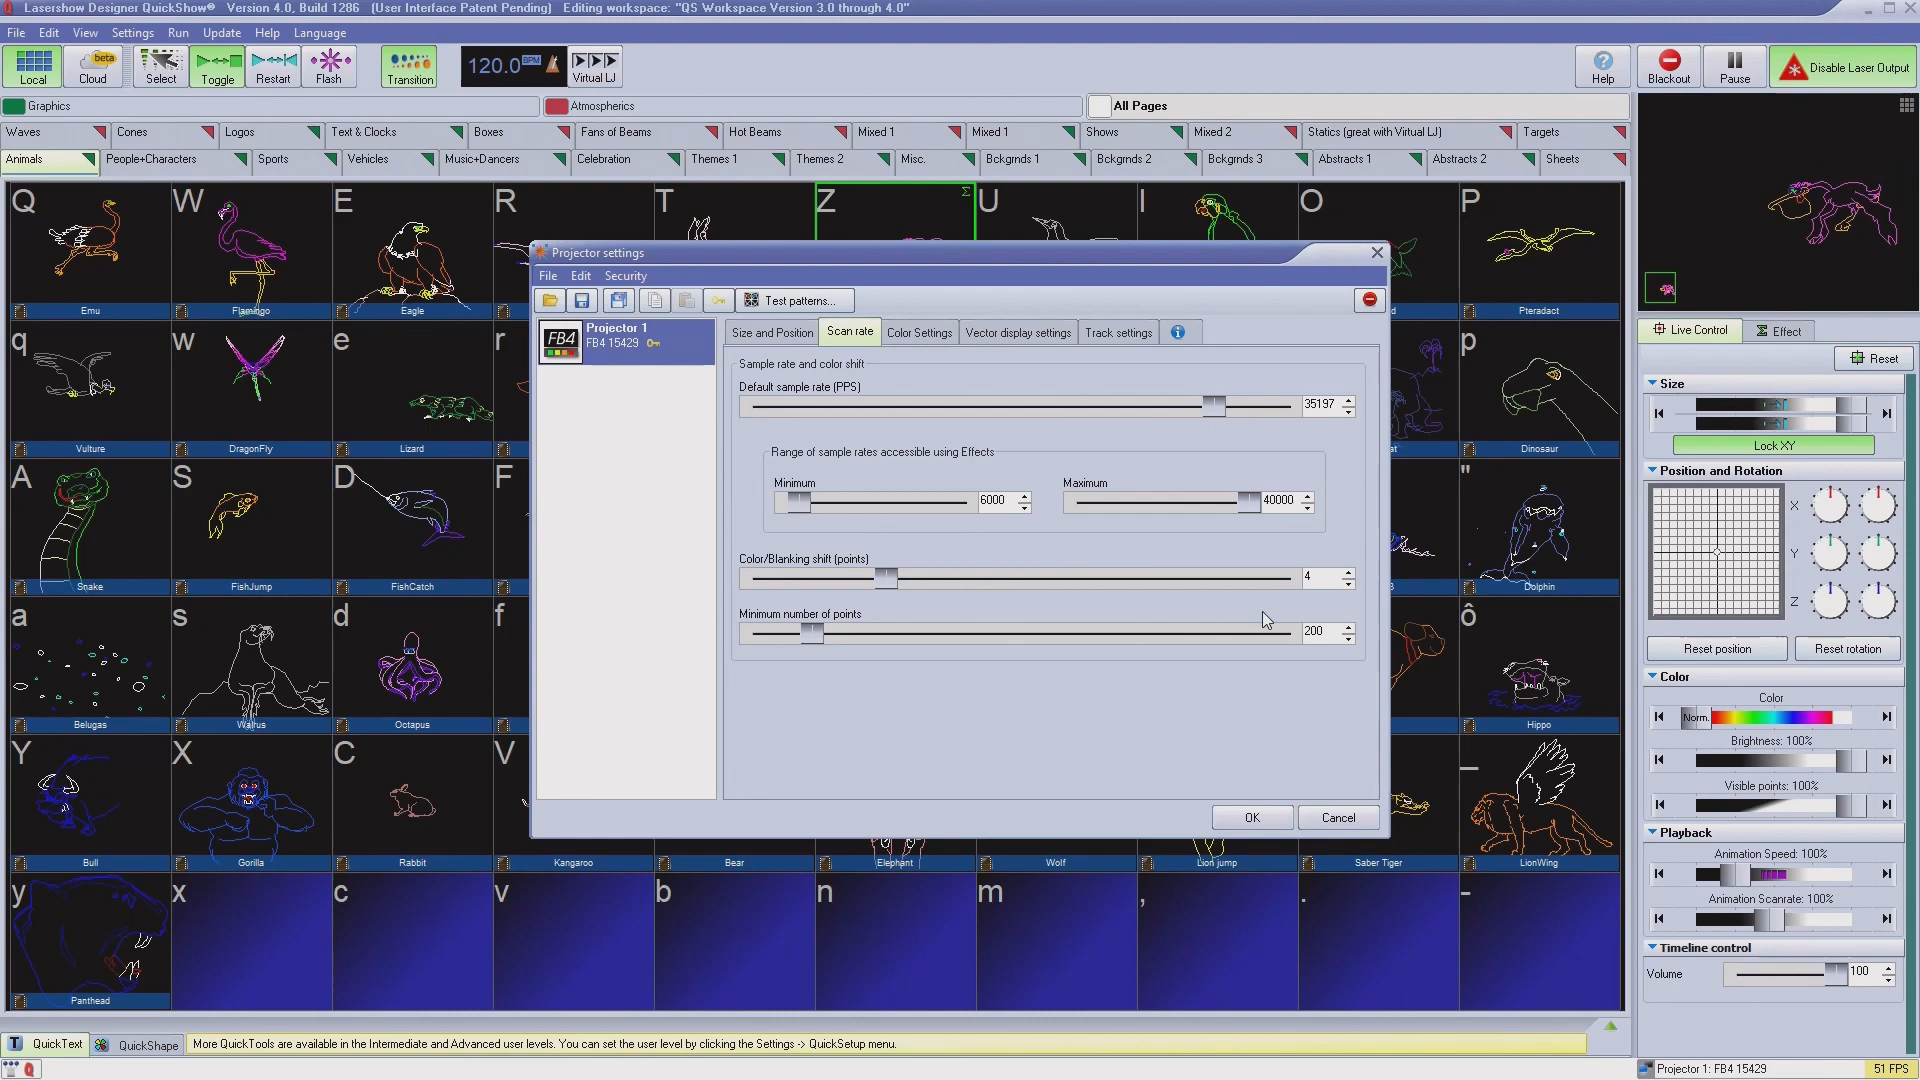 Lasershow Designer QuickShow® Version 4.0, Build 1286 (User Interface Patent Pending) Editing workspace: "QS Workspace Version 3.0 through 4.0"
File Edit View Settings Run Update Help Language
Local Cloud beta Select Toggle Restart Flash Transition 120.0 BPM Virtual LJ Help Blackout Pause Disable Laser Output
Graphics Atmospherics All Pages
Waves Cones Logos Text & Clocks Boxes Fans of Beams Hot Beams Mixed 1 Mixed 1 Shows Mixed 2 Statics (great with Virtual LJ) Targets
Animals People+Characters Sports Vehicles Music+Dancers Celebration Themes 1 Themes 2 Misc. Bckgrnds 1 Bckgrnds 2 Bckgrnds 3 Abstracts 1 Abstracts 2 Sheets
Q W E R T Z Σ U I O P
Emu Flamingo Eagle Pteradact
q w e r p
Vulture DragonFly Lizard Dinosaur
A S D F "
Snake FishJump FishCatch Dolphin
a s d f ô
Belugas Walrus Octapus Hippo
Y X C V _
Bull Gorilla Rabbit Kangaroo Bear Elephant Wolf Lion jump Saber Tiger LionWing
y x c v b n m , . -
Panthead
Projector settings
File Edit Security
Test patterns...
Projector 1
FB4 FB4 15429
Size and Position Scan rate Color Settings Vector display settings Track settings
Sample rate and color shift
Default sample rate (PPS)
35197
Range of sample rates accessible using Effects
Minimum Maximum
6000 40000
Color/Blanking shift (points)
4
Minimum number of points
200
OK Cancel
Live Control Σ Effect
Reset
Size
Lock XY
Position and Rotation
X
Y
Z
Reset position Reset rotation
Color
Color
Norm.
Brightness: 100%
Visible points: 100%
Playback
Animation Speed: 100%
Animation Scanrate: 100%
Timeline control
Volume 100
T QuickText QuickShape More QuickTools are available in the Intermediate and Advanced user levels. You can set the user level by clicking the Settings -> QuickSetup menu.
Projector 1: FB4 15429 51 FPS